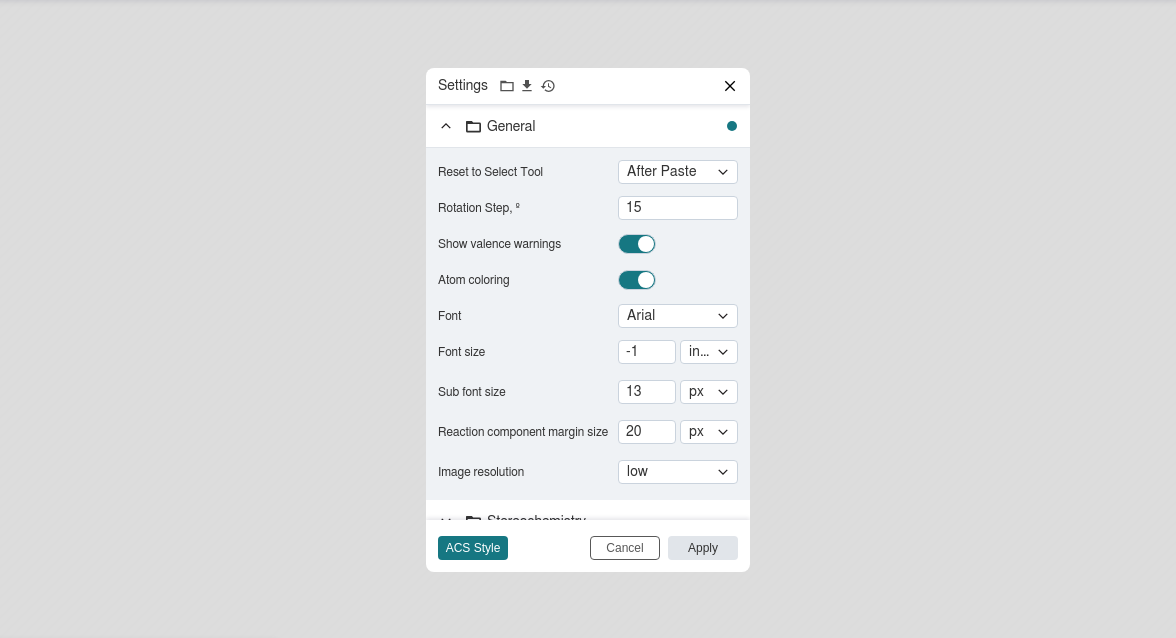 Settings
General
Reset to Select Tool After Paste
Rotation Step, º 15
Show valence warnings
Atom coloring
Font Arial
Font size -1 in...
Sub font size 13 px
Reaction component margin size 20 px
Image resolution low
Stereochemistry
ACS Style Cancel Apply